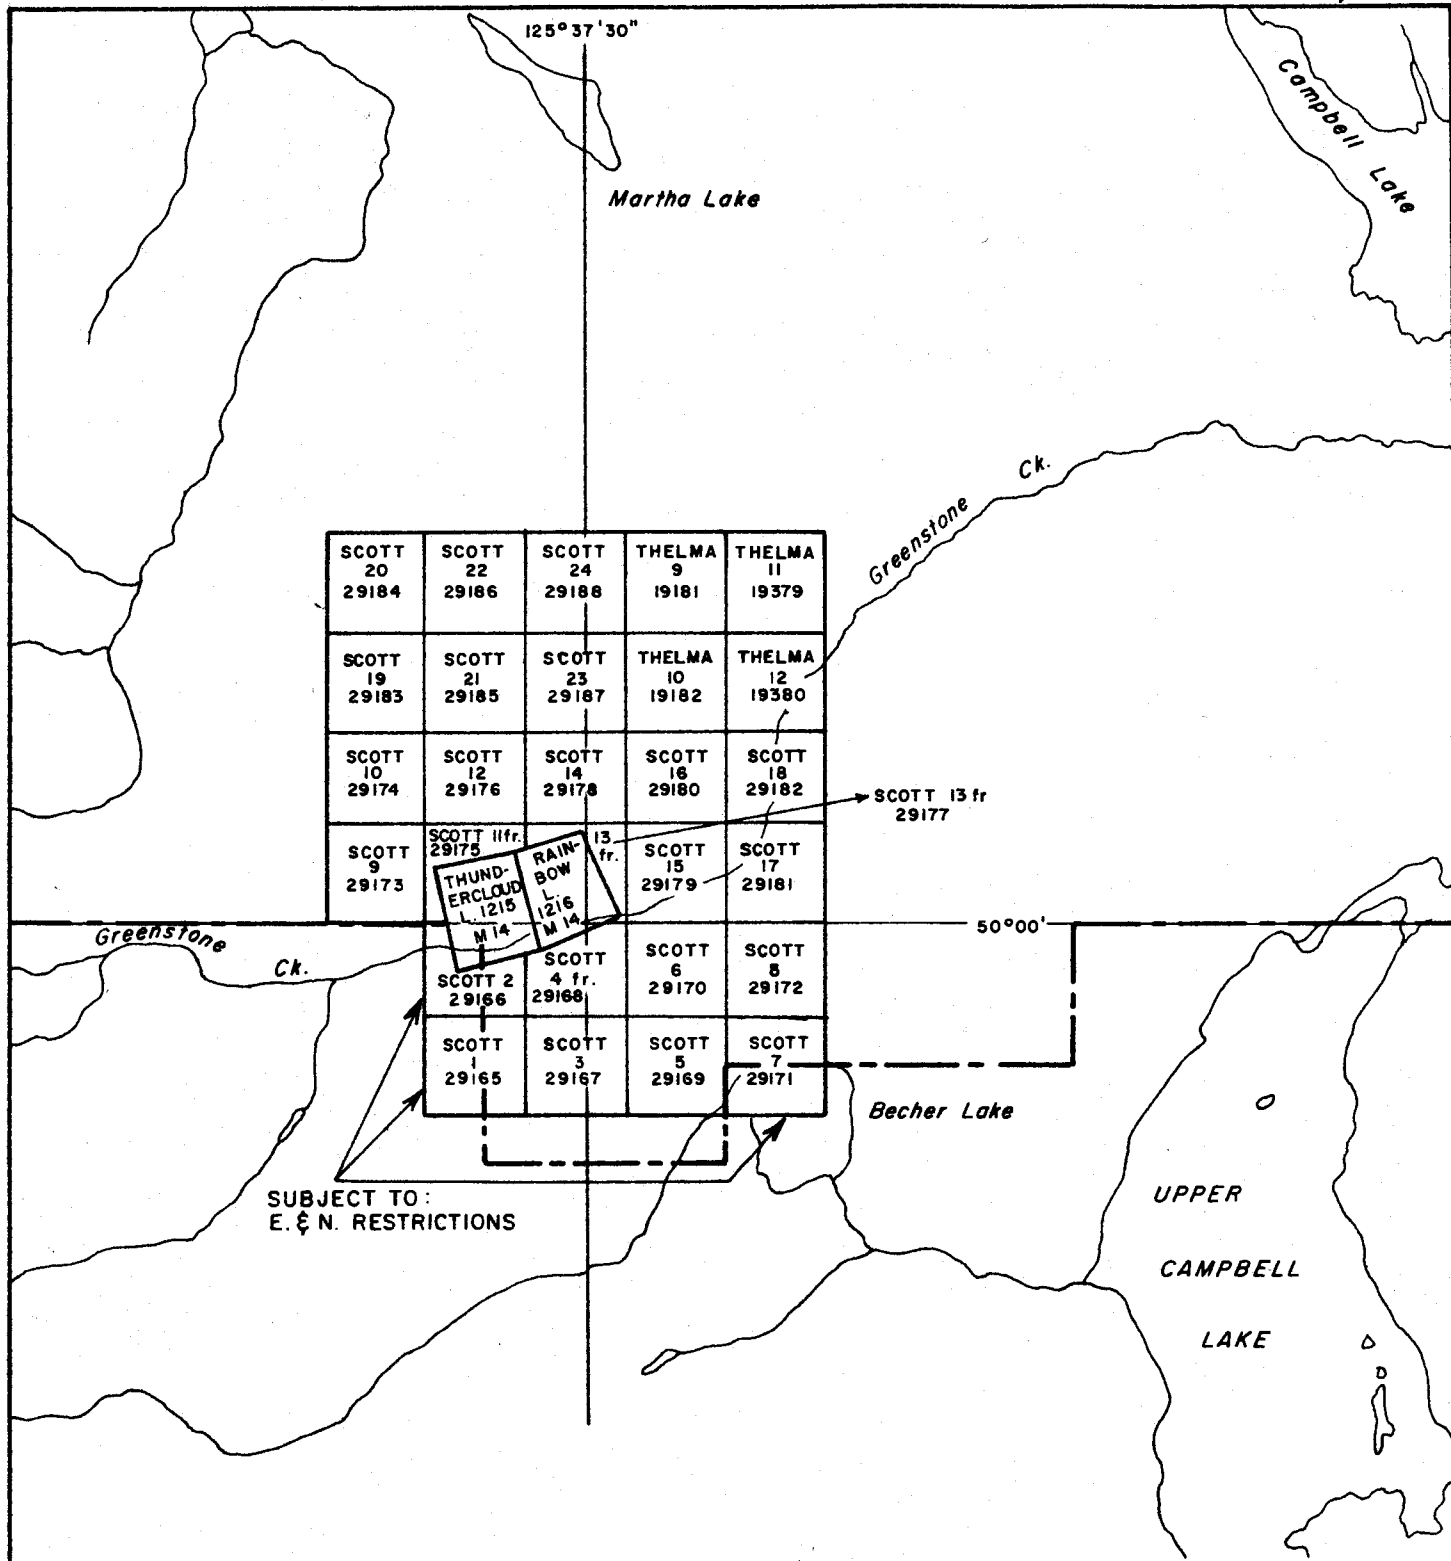 125° 37' 30"
Campbell
Lake
Martha Lake
Greenstone Ck.
SCOTT
20
29184
SCOTT
22
29186
SCOTT
24
29188
THELMA
9
19181
THELMA
11
19379
SCOTT
19
29183
SCOTT
21
29185
SCOTT
23
29187
THELMA
10
19182
THELMA
12
19380
SCOTT
10
29174
SCOTT
12
29176
SCOTT
14
29178
SCOTT
16
29180
SCOTT
18
29182
SCOTT 13 fr
29177
SCOTT
9
29173
SCOTT 11fr.
29175
THUND-
ERCLOUD
L. 1215
M 14
RAIN-
BOW
L.
1216
M 14
13
fr.
SCOTT
15
29179
SCOTT
17
29181
50° 00'
Greenstone
Ck.
SCOTT 2
29166
SCOTT
4 fr.
29168
SCOTT
6
29170
SCOTT
8
29172
SCOTT
1
29165
SCOTT
3
29167
SCOTT
5
29169
SCOTT
7
29171
Becher Lake
SUBJECT TO:
E. & N. RESTRICTIONS
UPPER
CAMPBELL
LAKE